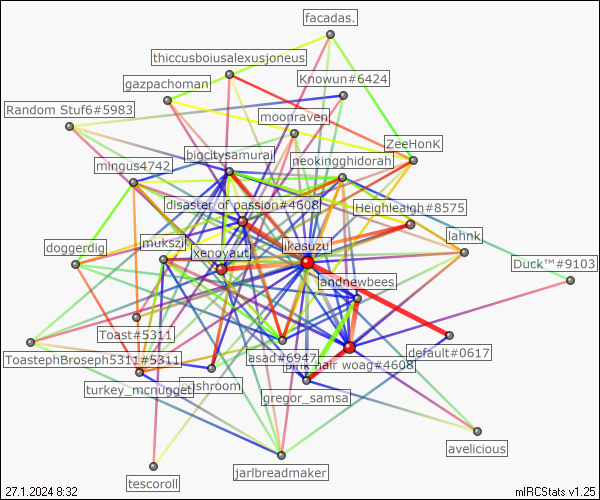 facadas.
thiccusboiusalexusjoneus
gazpachoman
Knowun#6424
Random Stuf6#5983
moonraven
ZeeHonK
mingus4742
bigcitysamurai
neokingghidorah
disaster of passion#4608
Heighleaigh#8575
doggerdig
mukszi
xenoyaut
ikasuzu
lahnk
Duck™#9103
andnewbees
Toast#5311
ToastephBroseph5311#5311
asad#6947
default#0617
pink hair woag#4608
turkey_mcnugget
gregor_samsa
avelicious
jarlbreadmaker
tescoroll
27.1.2024 8:32
mIRCStats v1.25